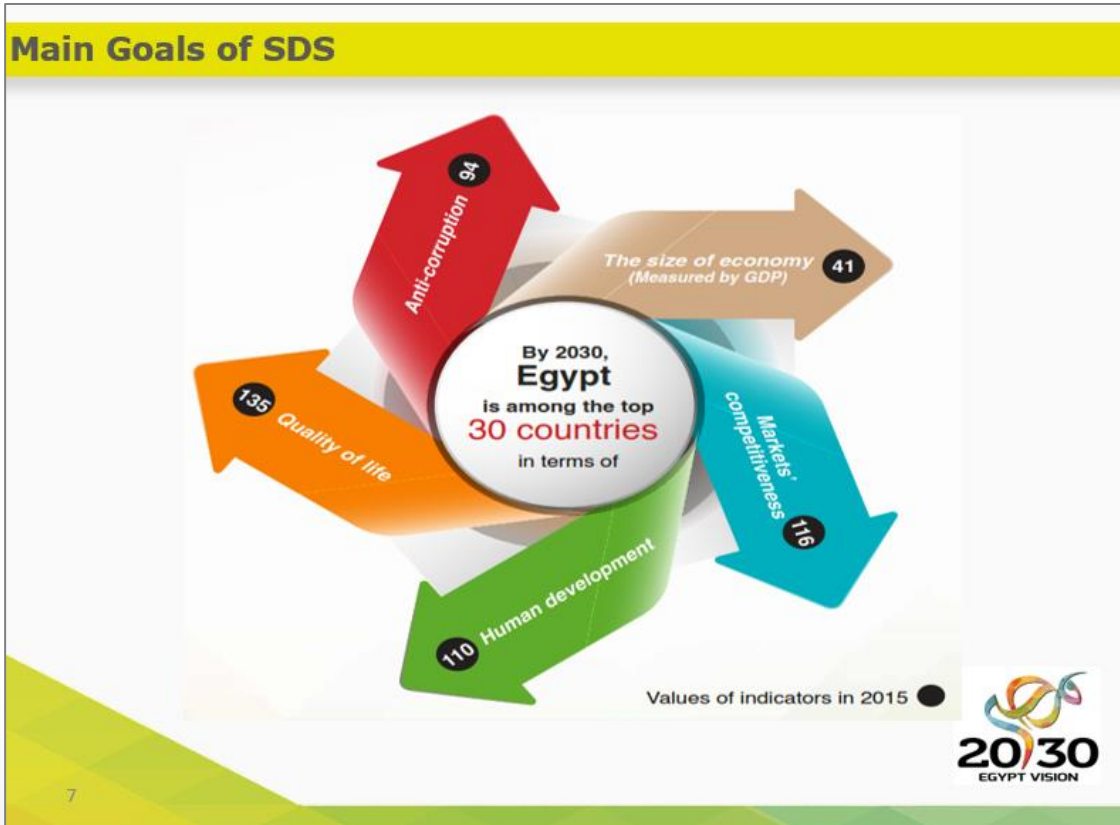 Main Goals of SDS
94
Anti-corruption
The size of economy
(Measured by GDP)
41
By 2030,
Egypt
is among the top
30 countries
in terms of
135
Quality of life
Markets'
competitiveness
116
Human development
110
Values of indicators in 2015
2030
EGYPT VISION
7